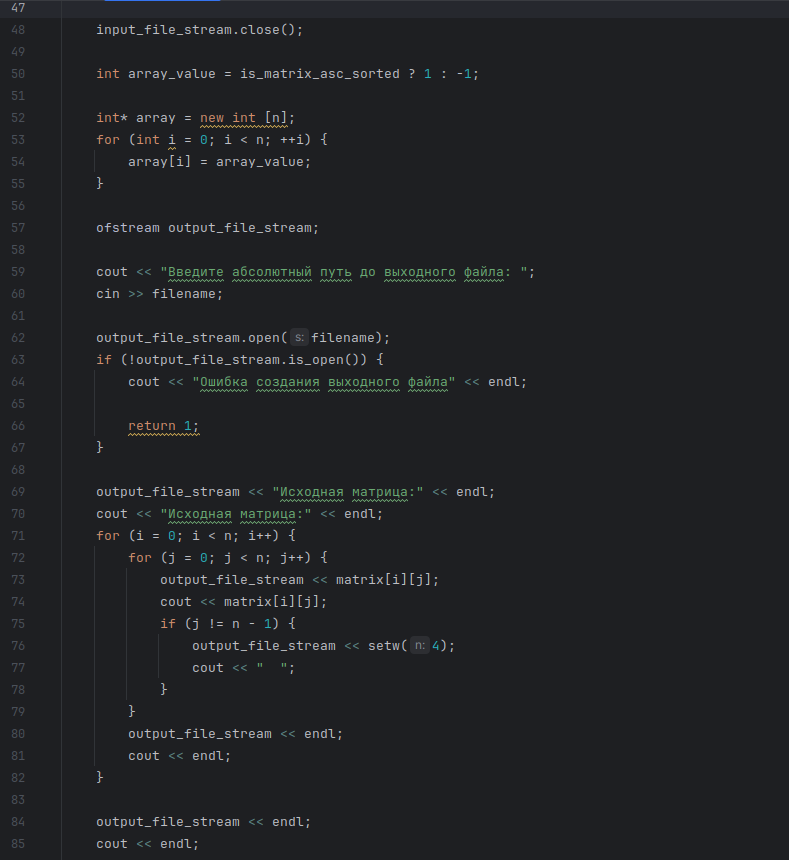 47
48 input_file_stream.close();
49
50 int array_value = is_matrix_asc_sorted ? 1 : -1;
51
52 int* array = new int [n];
53 for (int i = 0; i < n; ++i) {
54 array[i] = array_value;
55 }
56
57 ofstream output_file_stream;
58
59 cout << "Введите абсолютный путь до выходного файла: ";
60 cin >> filename;
61
62 output_file_stream.open( s: filename);
63 if (!output_file_stream.is_open()) {
64 cout << "Ошибка создания выходного файла" << endl;
65
66 return 1;
67 }
68
69 output_file_stream << "Исходная матрица:" << endl;
70 cout << "Исходная матрица:" << endl;
71 for (i = 0; i < n; i++) {
72 for (j = 0; j < n; j++) {
73 output_file_stream << matrix[i][j];
74 cout << matrix[i][j];
75 if (j != n - 1) {
76 output_file_stream << setw( n: 4);
77 cout << "  ";
78 }
79 }
80 output_file_stream << endl;
81 cout << endl;
82 }
83
84 output_file_stream << endl;
85 cout << endl;